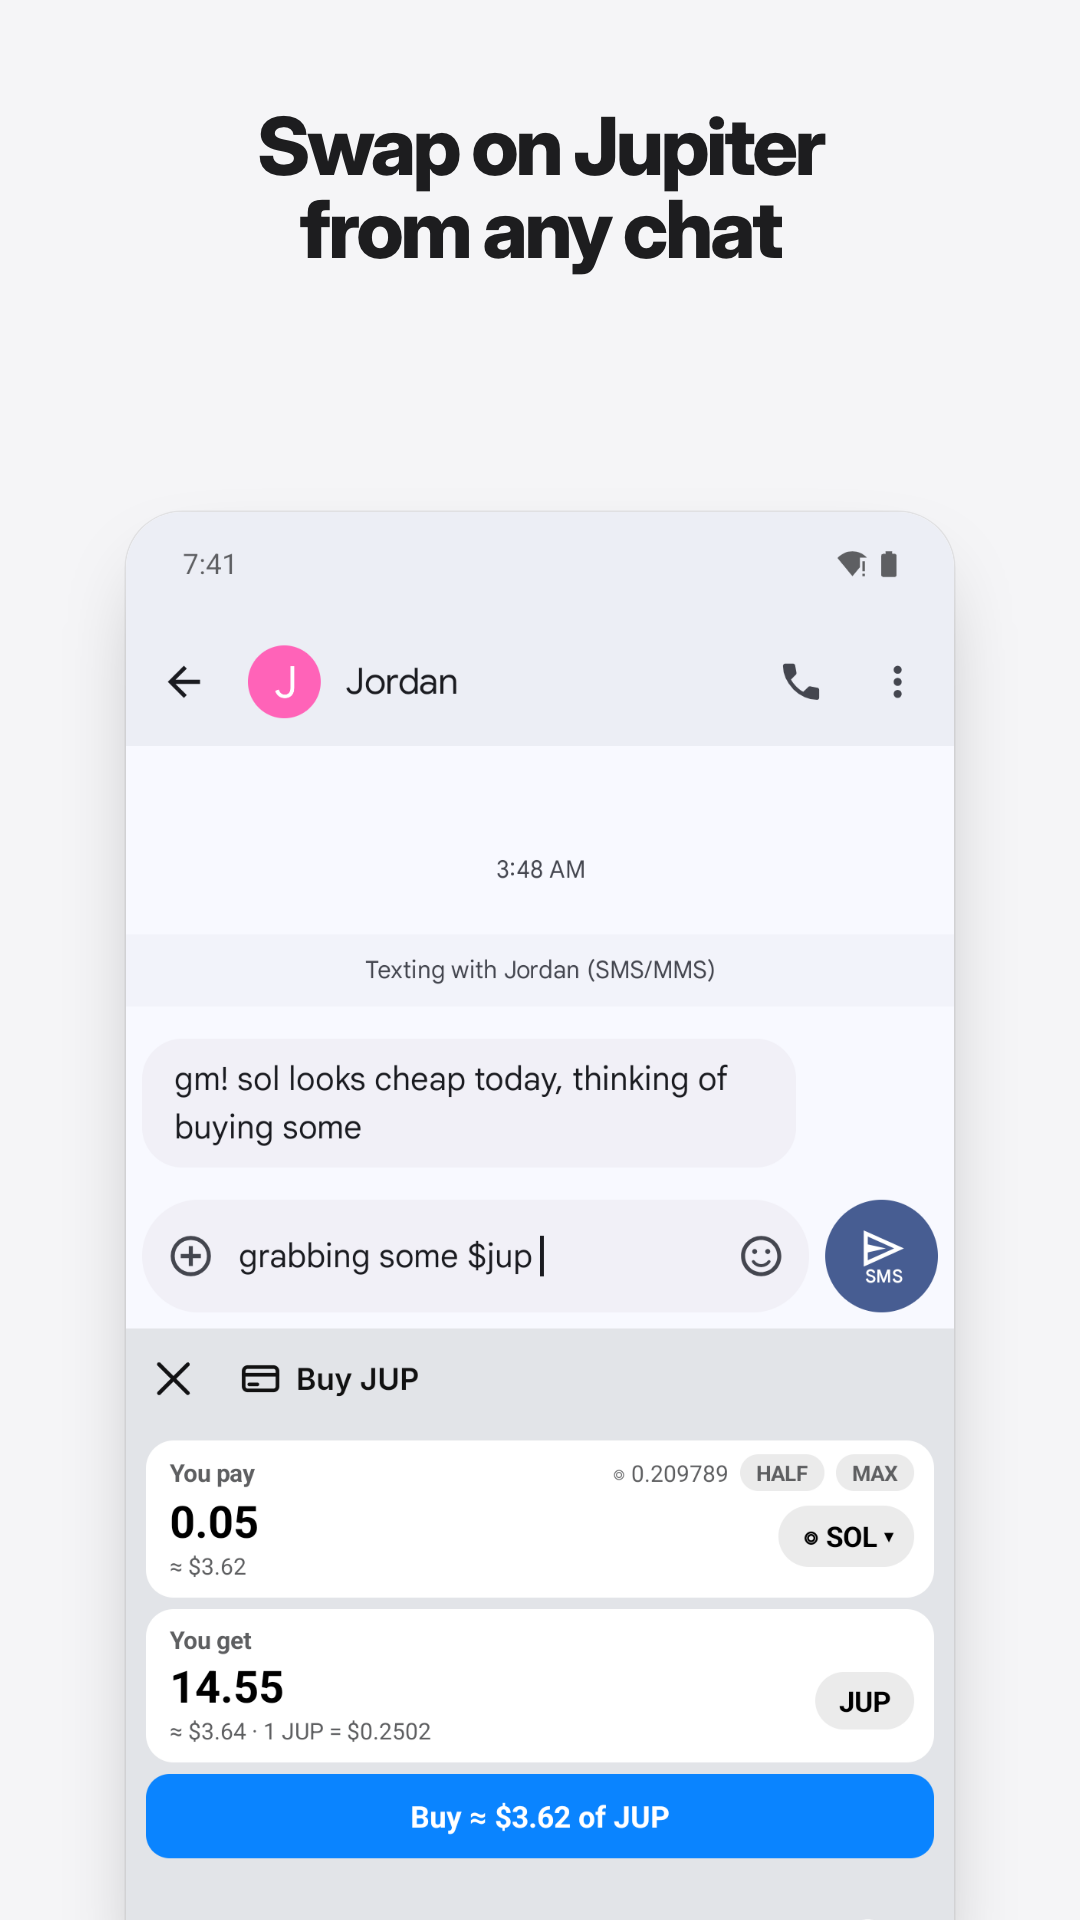 Swap on Jupiter
from any chat
7:41
J
Jordan
3:48 AM
Texting with Jordan (SMS/MMS)
gm! sol looks cheap today, thinking of
buying some
grabbing some $jup
SMS
Buy JUP
You pay
0.209789 HALF MAX
0.05
SOL ▾
≈ $3.62
You get
14.55
JUP
≈ $3.64 · 1 JUP = $0.2502
Buy ≈ $3.62 of JUP